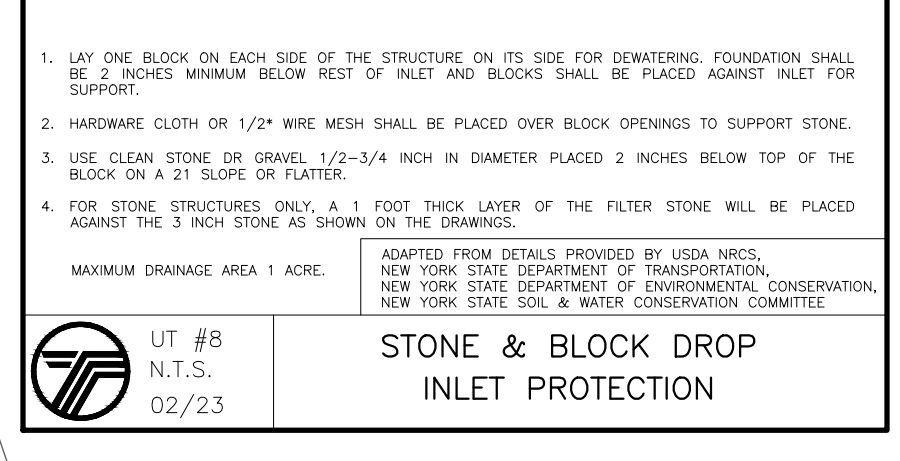 1. LAY ONE BLOCK ON EACH SIDE OF THE STRUCTURE ON ITS SIDE FOR DEWATERING. FOUNDATION SHALL
BE 2 INCHES MINIMUM BELOW REST OF INLET AND BLOCKS SHALL BE PLACED AGAINST INLET FOR
SUPPORT.
2. HARDWARE CLOTH OR 1/2* WIRE MESH SHALL BE PLACED OVER BLOCK OPENINGS TO SUPPORT STONE.
3. USE CLEAN STONE DR GRAVEL 1/2-3/4 INCH IN DIAMETER PLACED 2 INCHES BELOW TOP OF THE
BLOCK ON A 21 SLOPE OR FLATTER.
4. FOR STONE STRUCTURES ONLY, A 1 FOOT THICK LAYER OF THE FILTER STONE WILL BE PLACED
AGAINST THE 3 INCH STONE AS SHOWN ON THE DRAWINGS.
MAXIMUM DRAINAGE AREA 1 ACRE.
ADAPTED FROM DETAILS PROVIDED BY USDA NRCS,
NEW YORK STATE DEPARTMENT OF TRANSPORTATION,
NEW YORK STATE DEPARTMENT OF ENVIRONMENTAL CONSERVATION,
NEW YORK STATE SOIL & WATER CONSERVATION COMMITTEE
UT #8
N.T.S.
02/23
STONE & BLOCK DROP
INLET PROTECTION